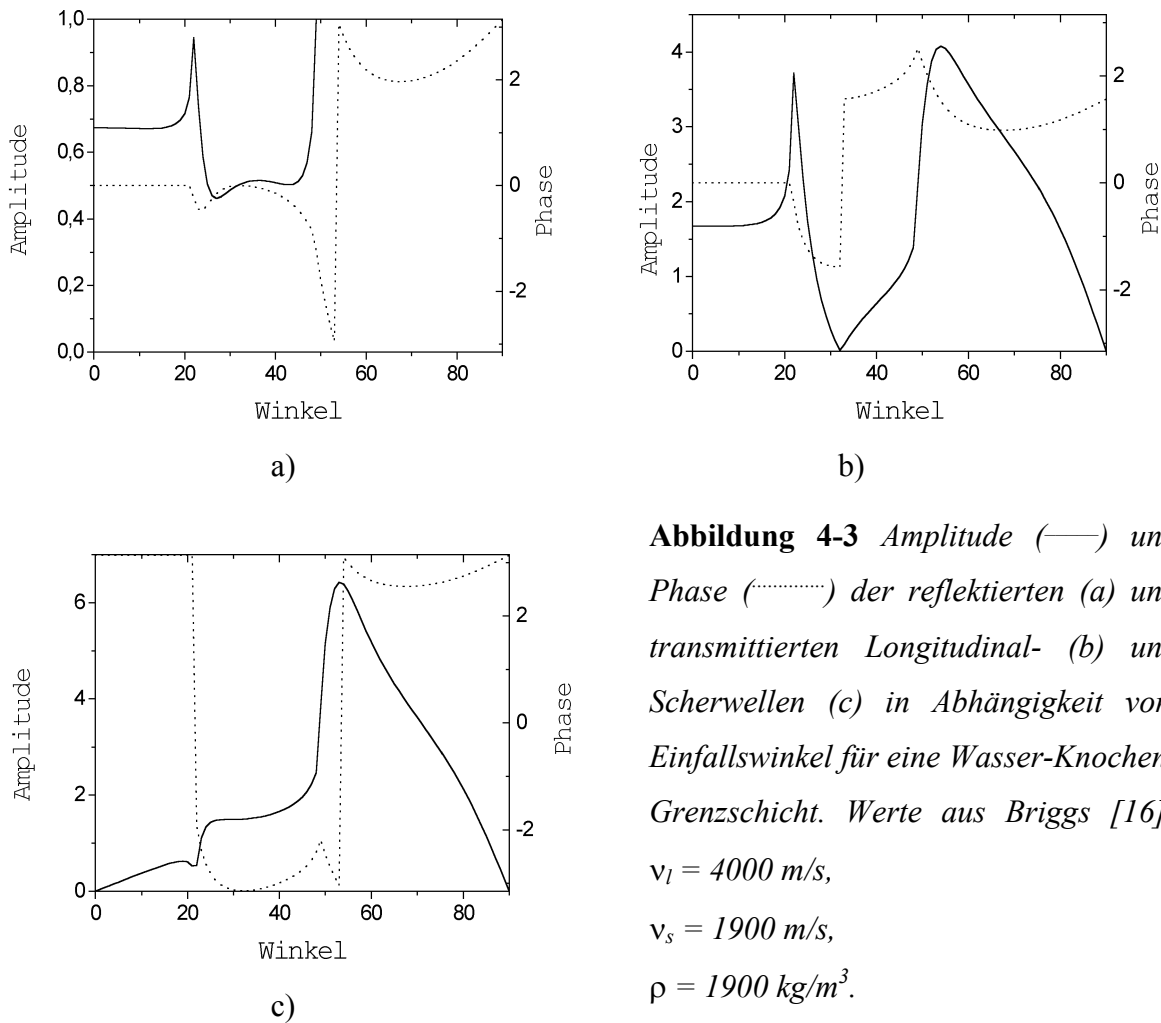 1,0
0,8
0,6
0,4
0,2
0,0
Amplitude
2
0
-2
Phase
0 20 40 60 80
Winkel
a)
4
3
2
1
0
Amplitude
2
0
-2
Phase
0 20 40 60 80
Winkel
b)
6
4
2
0
Amplitude
2
0
-2
Phase
0 20 40 60 80
Winkel
c)
Abbildung 4-3 Amplitude (——) un
Phase (············) der reflektierten (a) un
transmittierten Longitudinal- (b) un
Scherwellen (c) in Abhängigkeit vor
Einfallswinkel für eine Wasser-Knochen
Grenzschicht. Werte aus Briggs [16]
νl = 4000 m/s,
νs = 1900 m/s,
ρ = 1900 kg/m³.